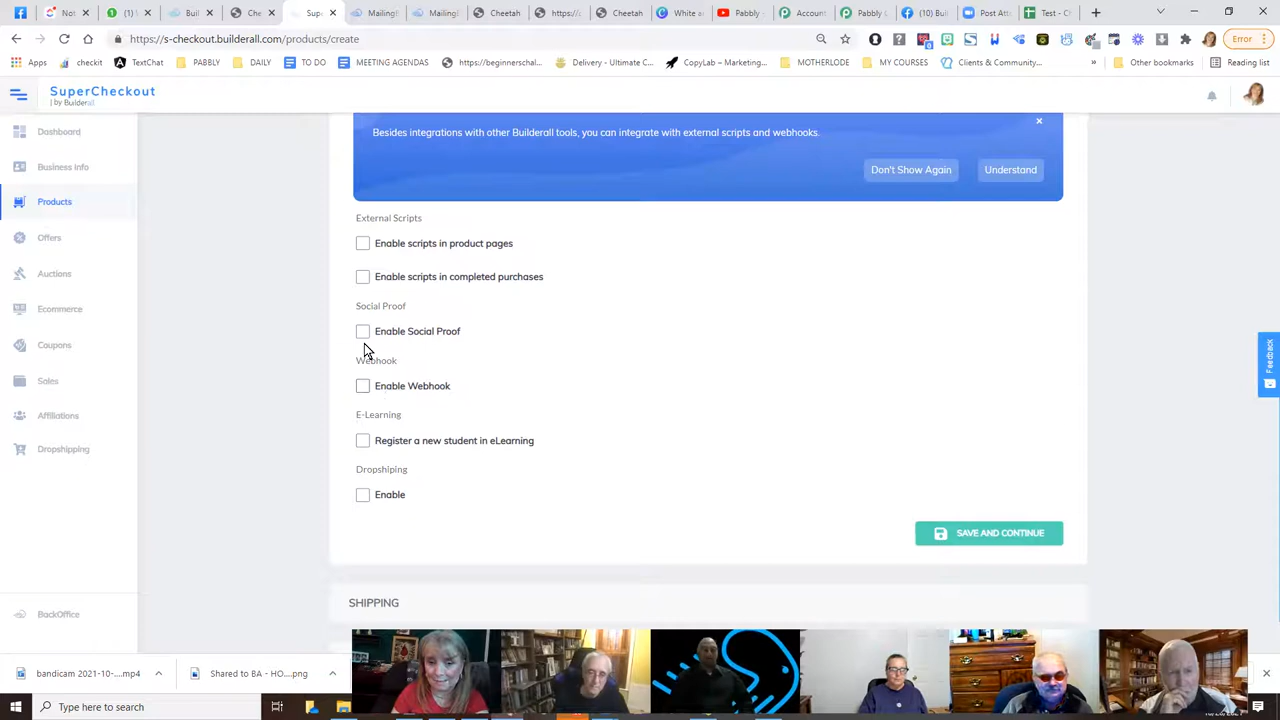 Not
(1)
Buil
Che
Sup
MailingB
Mailing
Cheetah
https:/
Cheetah
White a
Pabbly
Account
Pabbly
(10) Buil
Post Att
Test - C
https://s-checkout.builderall.com/products/create
Error
Apps
checkit
TextChat
PABBLY
DAILY
TO DO
MEETING AGENDAS
https://beginnerschal...
Delivery - Ultimate C...
CopyLab – Marketing...
MOTHERLODE
MY COURSES
Clients & Community...
»
Other bookmarks
Reading list
SuperCheckout
| by Builderall
Dashboard
Business Info
Products
Offers
Auctions
Ecommerce
Coupons
Sales
Affiliations
Dropshipping
BackOffice
Besides integrations with other Builderall tools, you can integrate with external scripts and webhooks.
Don't Show Again
Understand
External Scripts
Enable scripts in product pages
Enable scripts in completed purchases
Social Proof
Enable Social Proof
Webhook
Enable Webhook
E-Learning
Register a new student in eLearning
Dropshiping
Enable
SAVE AND CONTINUE
SHIPPING
Feedback
bandicam 2021-10-....mp4
Shared to BA - HO....png
Type here to search